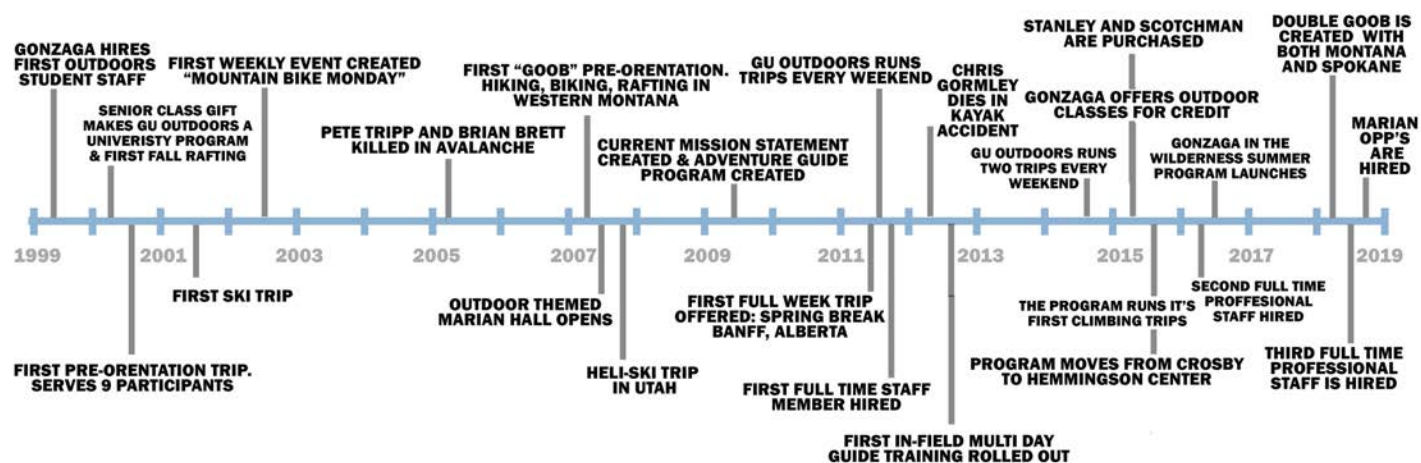 GONZAGA HIRES
FIRST OUTDOORS
STUDENT STAFF
SENIOR CLASS GIFT
MAKES GU OUTDOORS A
UNIVERISTY PROGRAM
& FIRST FALL RAFTING
FIRST WEEKLY EVENT CREATED
“MOUNTAIN BIKE MONDAY”
PETE TRIPP AND BRIAN BRETT
KILLED IN AVALANCHE
FIRST “GOOB” PRE-ORENTATION.
HIKING, BIKING, RAFTING IN
WESTERN MONTANA
CURRENT MISSION STATEMENT
CREATED & ADVENTURE GUIDE
PROGRAM CREATED
GU OUTDOORS RUNS
TRIPS EVERY WEEKEND
CHRIS
GORMLEY
DIES IN
KAYAK
ACCIDENT
STANLEY AND SCOTCHMAN
ARE PURCHASED
GONZAGA OFFERS OUTDOOR
CLASSES FOR CREDIT
GU OUTDOORS RUNS
TWO TRIPS EVERY
WEEKEND
GONZAGA IN THE
WILDERNESS SUMMER
PROGRAM LAUNCHES
DOUBLE GOOB IS
CREATED WITH
BOTH MONTANA
AND SPOKANE
MARIAN
OPP'S
ARE
HIRED
1999 2001 2003 2005 2007 2009 2011 2013 2015 2017 2019
FIRST PRE-ORENTATION TRIP.
SERVES 9 PARTICIPANTS
FIRST SKI TRIP
OUTDOOR THEMED
MARIAN HALL OPENS
HELI-SKI TRIP
IN UTAH
FIRST FULL WEEK TRIP
OFFERED: SPRING BREAK
BANFF, ALBERTA
FIRST FULL TIME STAFF
MEMBER HIRED
FIRST IN-FIELD MULTI DAY
GUIDE TRAINING ROLLED OUT
THE PROGRAM RUNS IT'S
FIRST CLIMBING TRIPS
PROGRAM MOVES FROM CROSBY
TO HEMMINGSON CENTER
SECOND FULL TIME
PROFFESIONAL
STAFF HIRED
THIRD FULL TIME
PROFESSIONAL
STAFF IS HIRED